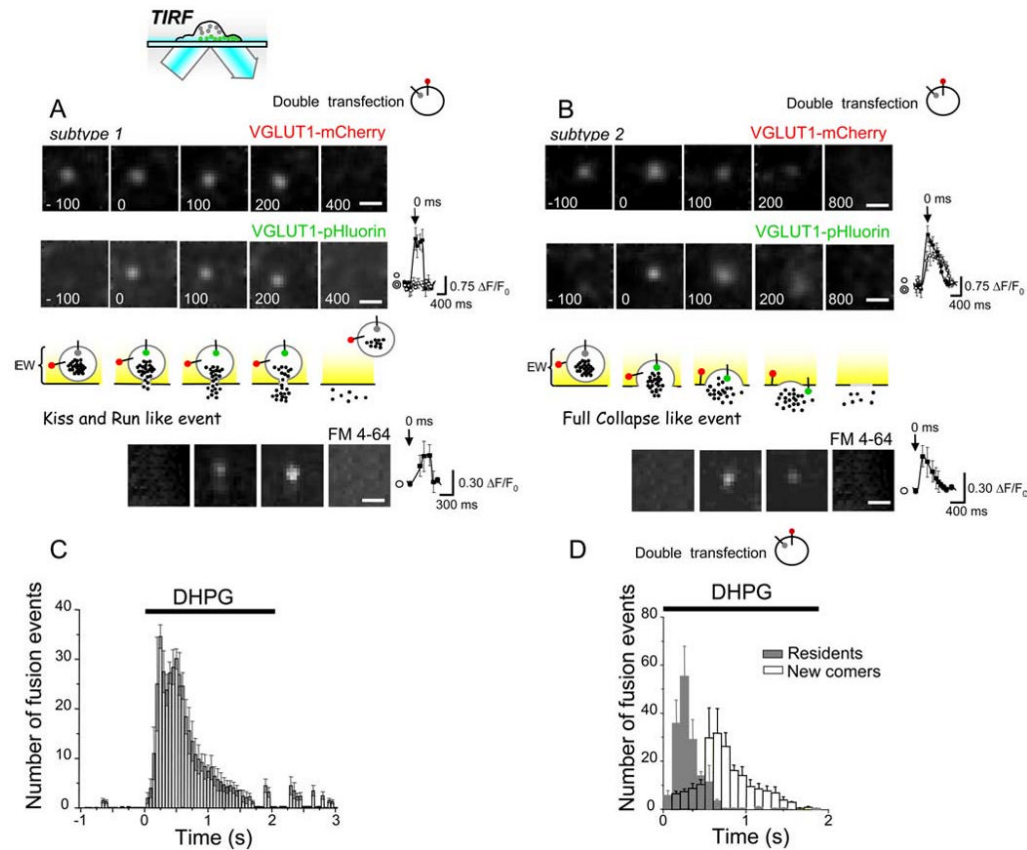 TIRF
A
Double transfection
subtype 1
VGLUT1-mCherry
- 100
0
100
200
400
0 ms
VGLUT1-pHluorin
- 100
0
100
200
400
0.75 ΔF/F0
400 ms
EW
Kiss and Run like event
FM 4-64
0 ms
0.30 ΔF/F0
300 ms
B
Double transfection
subtype 2
VGLUT1-mCherry
-100
0
100
200
800
0 ms
VGLUT1-pHluorin
- 100
0
100
200
800
0.75 ΔF/F0
400 ms
EW
Full Collapse like event
FM 4-64
0 ms
0.30 ΔF/F0
400 ms
C
DHPG
Number of fusion events
40
30
20
10
0
-1
0
1
2
3
Time (s)
D
Double transfection
DHPG
Number of fusion events
80
60
40
20
0
Residents
New comers
0
1
2
Time (s)